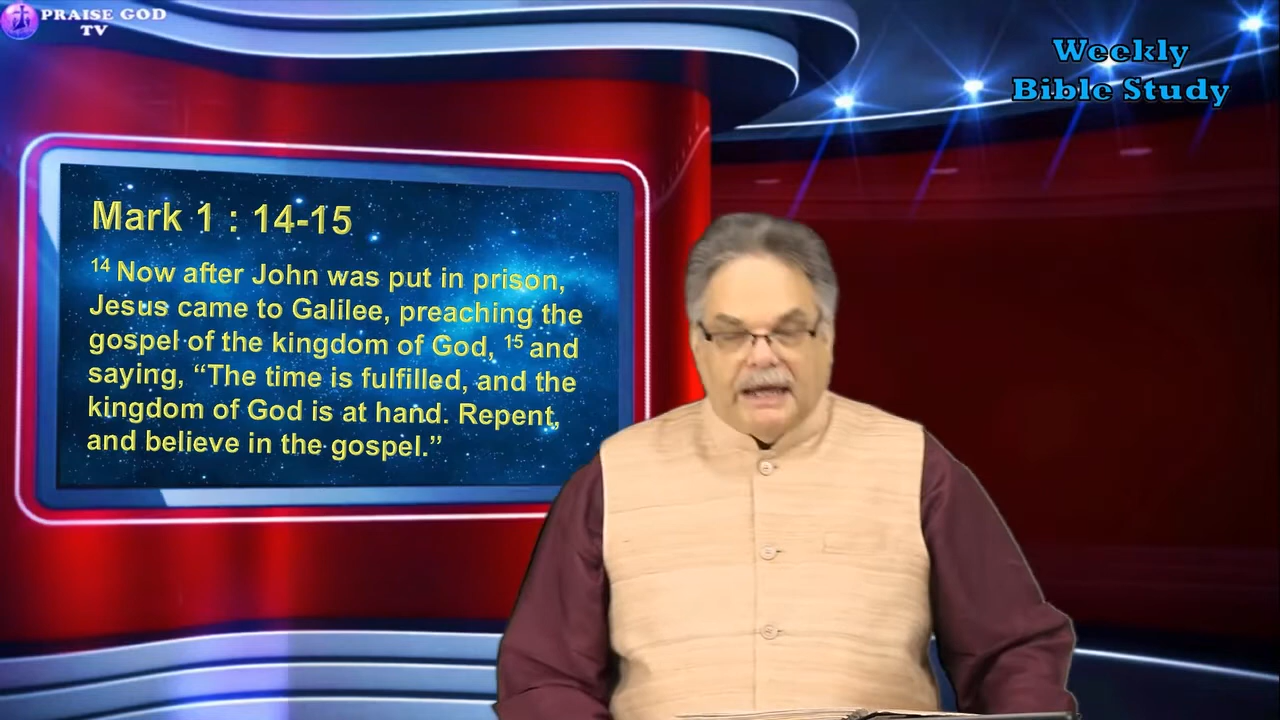 PRAISE GOD
TV
Weekly
Bible Study
Mark 1 : 14-15
14 Now after John was put in prison,
Jesus came to Galilee, preaching the
gospel of the kingdom of God, 15 and
saying, “The time is fulfilled, and the
kingdom of God is at hand. Repent,
and believe in the gospel.”